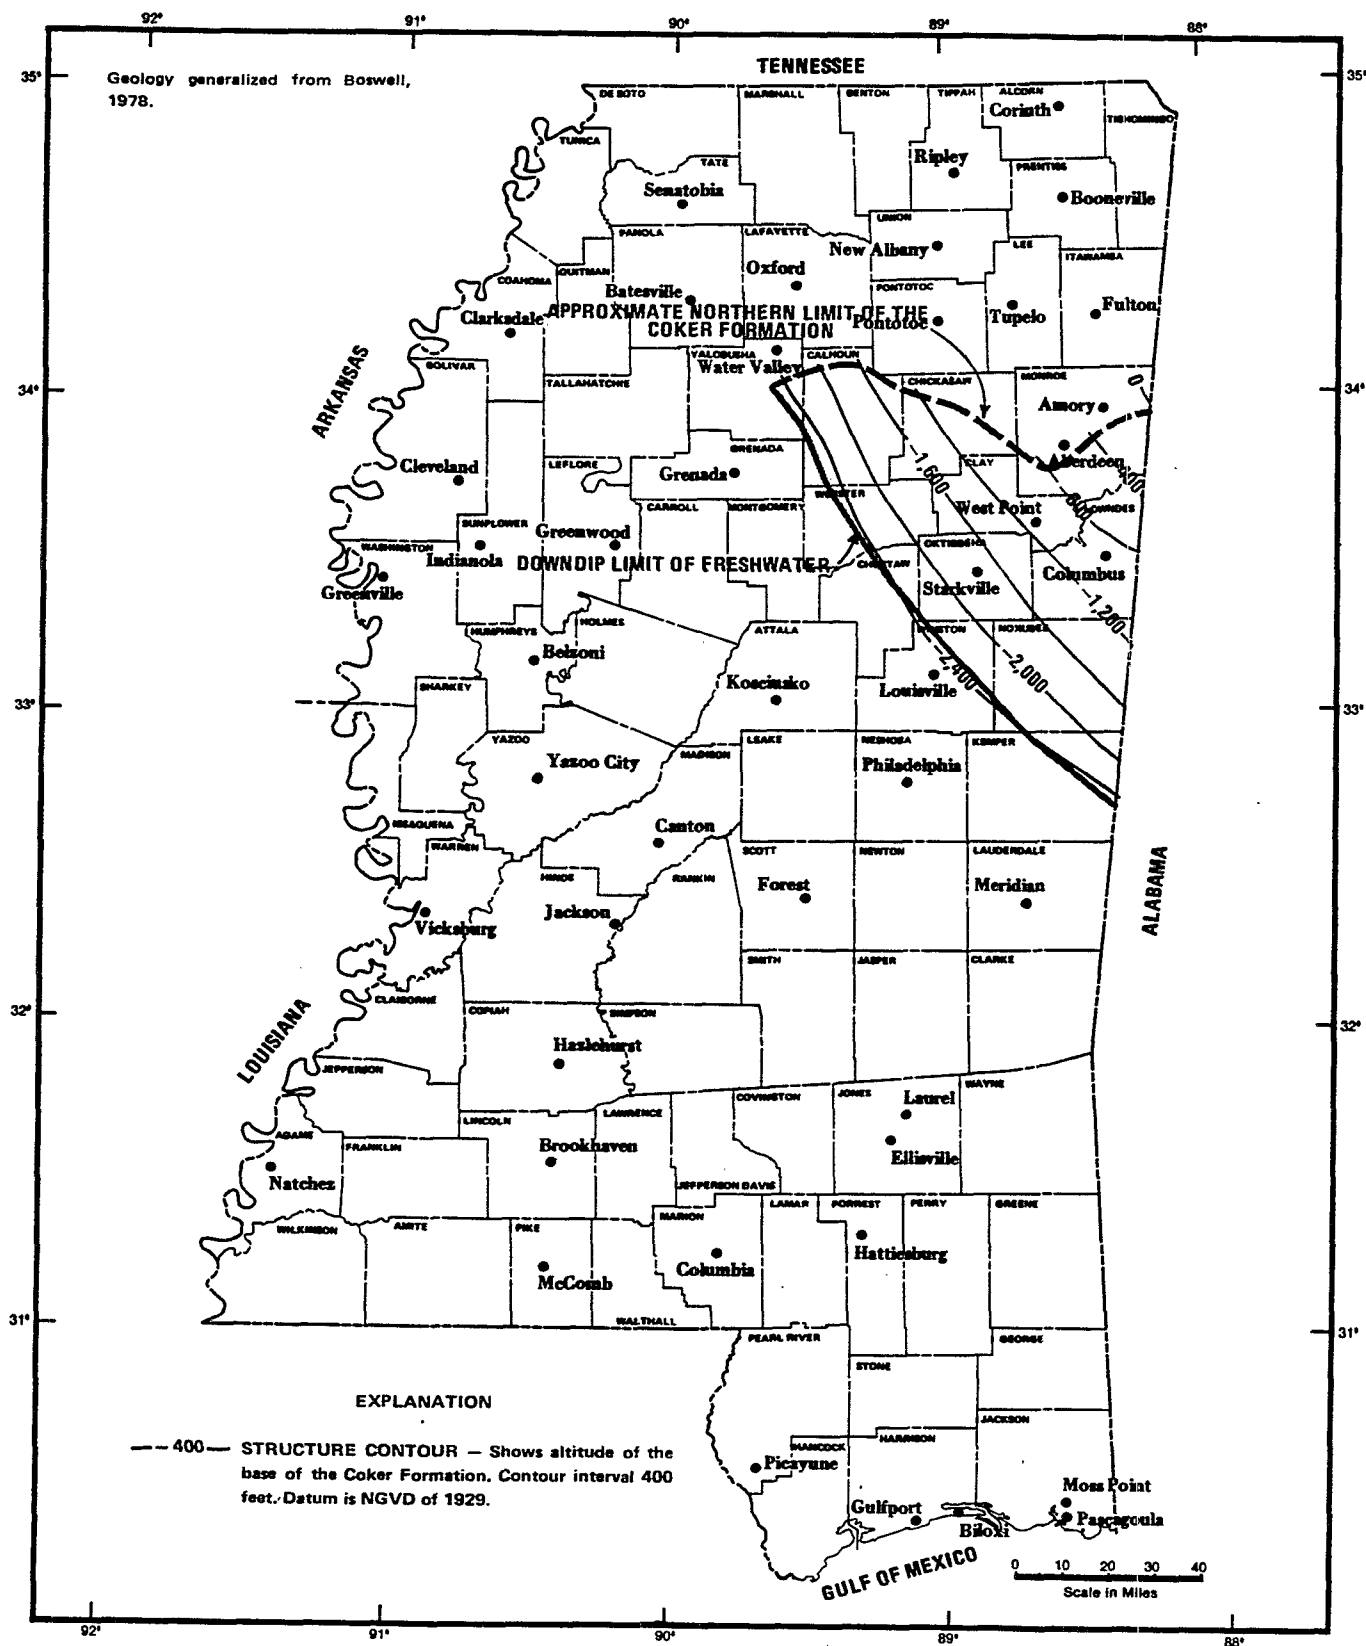 92° 91° 90° 89° 88°
35° 35°
Geology generalized from Boswell,
1978.
TENNESSEE
DE SOTO MARSHALL BENTON TIPPAH ALCORN
Corinth
TISHOMINGO
TUNICA
TATE
Ripley
PRENTISS
Senatobia
Booneville
UNION
PANOLA LAFAYETTE
New Albany
LEE
ITAWAMBA
Oxford
QUITMAN
COAHOMA
Batesville
PONTOTOC
Clarksdale
APPROXIMATE NORTHERN LIMIT OF THE
COKER FORMATION
Pontotoc
Tupelo
Fulton
YALOBUSHA
CALHOUN
Water Valley
BOLIVAR
TALLAHATCHIE
CHICKASAW
MONROE
0
34° 34°
ARKANSAS
Amory
Aberdeen
GRENADA
Cleveland
LEFLORE
Grenada
CLAY
-1,600
WEBSTER
CARROLL MONTGOMERY
West Point
LOWNDES
SUNFLOWER
Greenwood
WASHINGTON
Indianola
DOWNDIP LIMIT OF FRESHWATER
CHOCTAW
OKTIBBEHA
Starkville
Columbus
Greenville
-1,200
HUMPHREYS
HOLMES
ATTALA
WINSTON
NOXUBEE
Belzoni
-2,400
-2,000
Kosciusko
Louisville
SHARKEY
33° 33°
YAZOO
MADISON
LEAKE NESHOBA KEMPER
Yazoo City
Philadelphia
ISSAQUENA
Canton
WARREN
SCOTT NEWTON LAUDERDALE
HINDS
RANKIN
Forest
Meridian
ALABAMA
Vicksburg
Jackson
SMITH JASPER CLARKE
CLAIBORNE
COPIAH SIMPSON
32° 32°
LOUISIANA
Hazlehurst
JEFFERSON
COVINGTON JONES WAYNE
Laurel
LINCOLN LAWRENCE
ADAMS
FRANKLIN
Brookhaven
Ellisville
Natchez
JEFFERSON DAVIS
MARION
LAMAR FORREST PERRY GREENE
WILKINSON AMITE PIKE
Hattiesburg
Columbia
McComb
WALTHALL
31° 31°
PEARL RIVER
GEORGE
STONE
EXPLANATION
JACKSON
— — 400 — STRUCTURE CONTOUR — Shows altitude of the
base of the Coker Formation. Contour interval 400
feet. Datum is NGVD of 1929.
HANCOCK
HARRISON
Picayune
Moss Point
Gulfport
Biloxi
Pascagoula
GULF OF MEXICO
0 10 20 30 40
Scale in Miles
92° 91° 90° 89° 88°